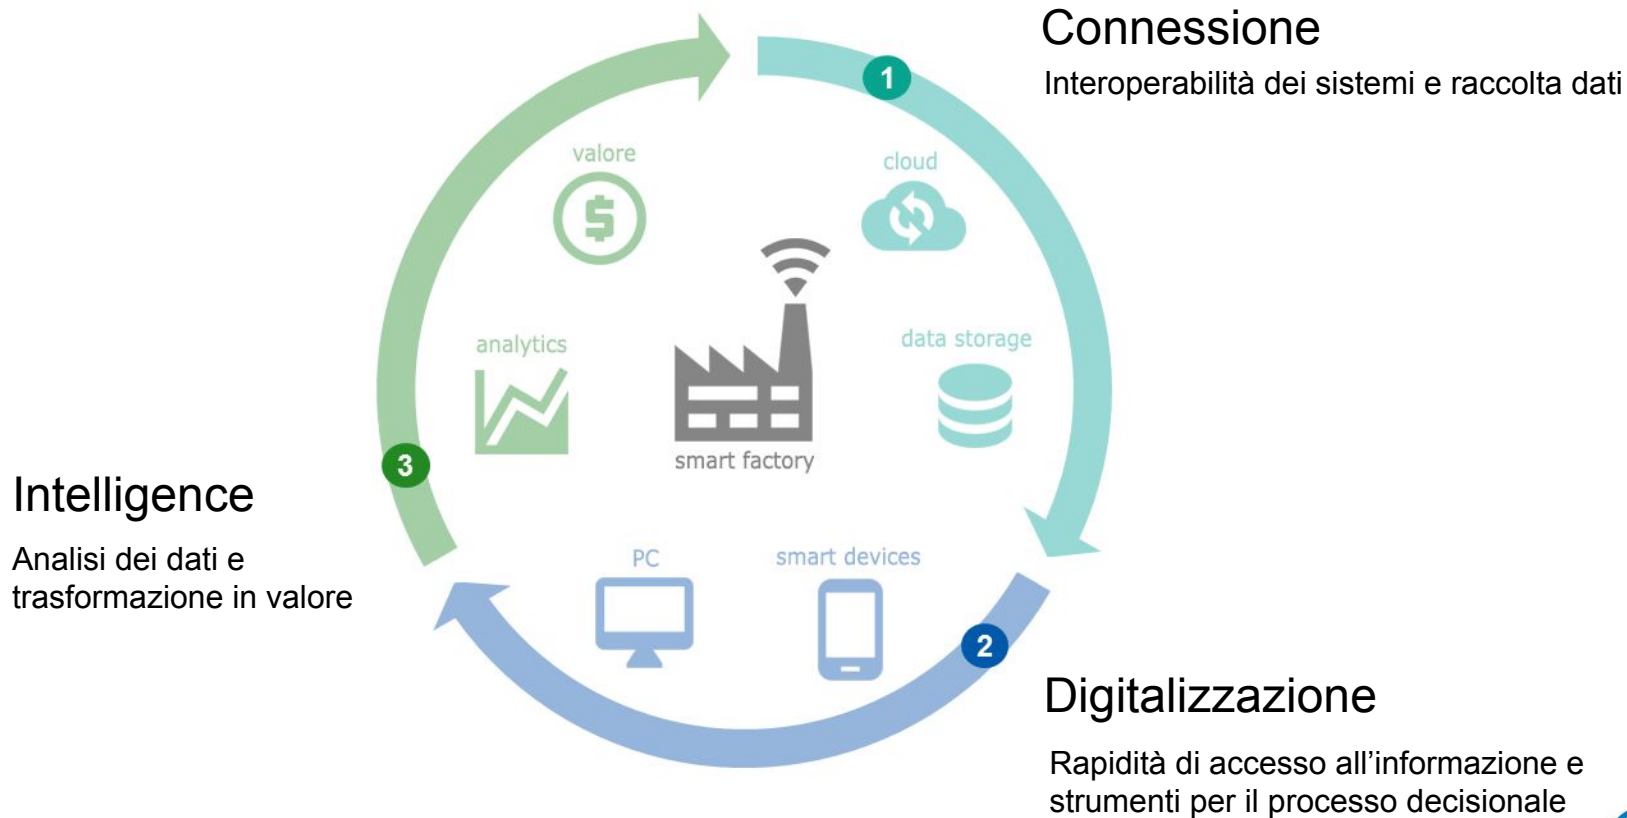 Connessione
Interoperabilità dei sistemi e raccolta dati
1
valore
cloud
$
analytics
data storage
smart factory
3
Intelligence
Analisi dei dati e
trasformazione in valore
PC
smart devices
2
Digitalizzazione
Rapidità di accesso all’informazione e
strumenti per il processo decisionale